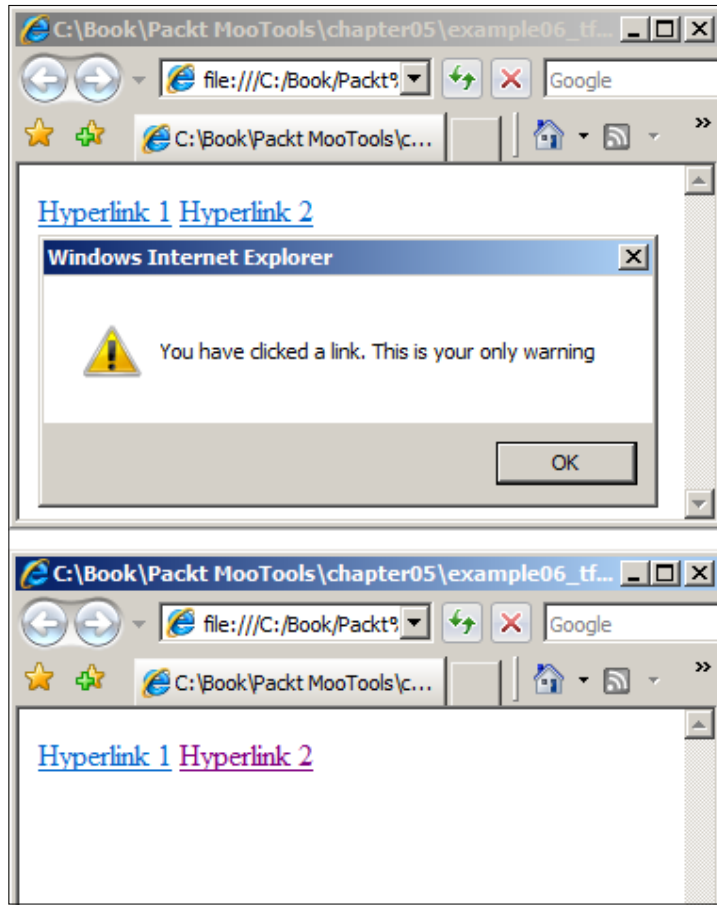 C:\Book\Packt MooTools\chapter05\example06_tf...
file:///C:/Book/Packt%
Google
C:\Book\Packt MooTools\c...
»
Hyperlink 1 Hyperlink 2
Windows Internet Explorer
You have clicked a link. This is your only warning
OK
C:\Book\Packt MooTools\chapter05\example06_tf...
file:///C:/Book/Packt%
Google
C:\Book\Packt MooTools\c...
»
Hyperlink 1 Hyperlink 2